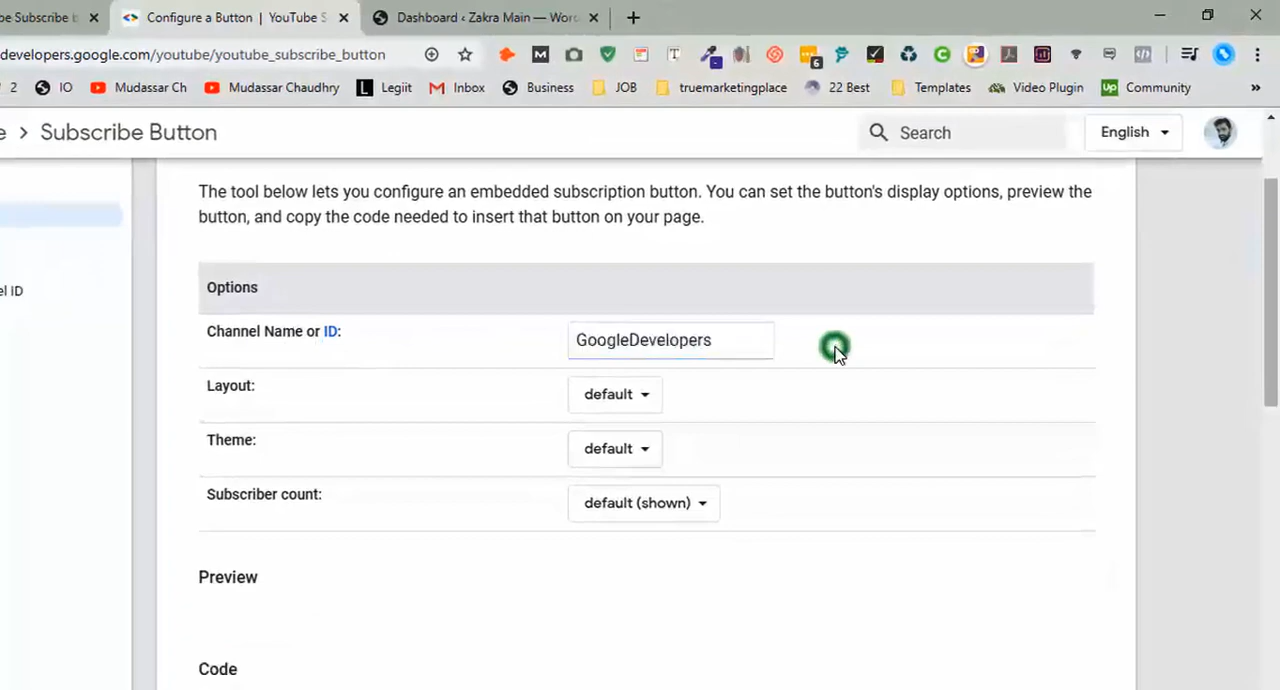 be Subscribe b
Configure a Button | YouTube S
Dashboard ‹ Zakra Main — Wor
developers.google.com/youtube/youtube_subscribe_button
6
2
IO
Mudassar Ch
Mudassar Chaudhry
Legiit
Inbox
Business
JOB
truemarketingplace
22 Best
Templates
Video Plugin
Community
e > Subscribe Button
Search
English
The tool below lets you configure an embedded subscription button. You can set the button's display options, preview the
button, and copy the code needed to insert that button on your page.
el ID
Options
Channel Name or ID:
GoogleDevelopers
Layout:
default
Theme:
default
Subscriber count:
default (shown)
Preview
Code